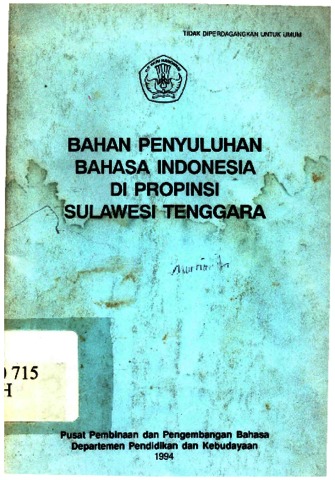 TIDAK DIPERDAGANGKAN UNTUK UMUM
BAHAN PENYULUHAN
BAHASA INDONESIA
DI PROPINSI
SULAWESI TENGGARA
715
H
Pusat Pembinaan dan Pengembangan Bahasa
Departemen Pendidikan dan Kebudayaan
1994